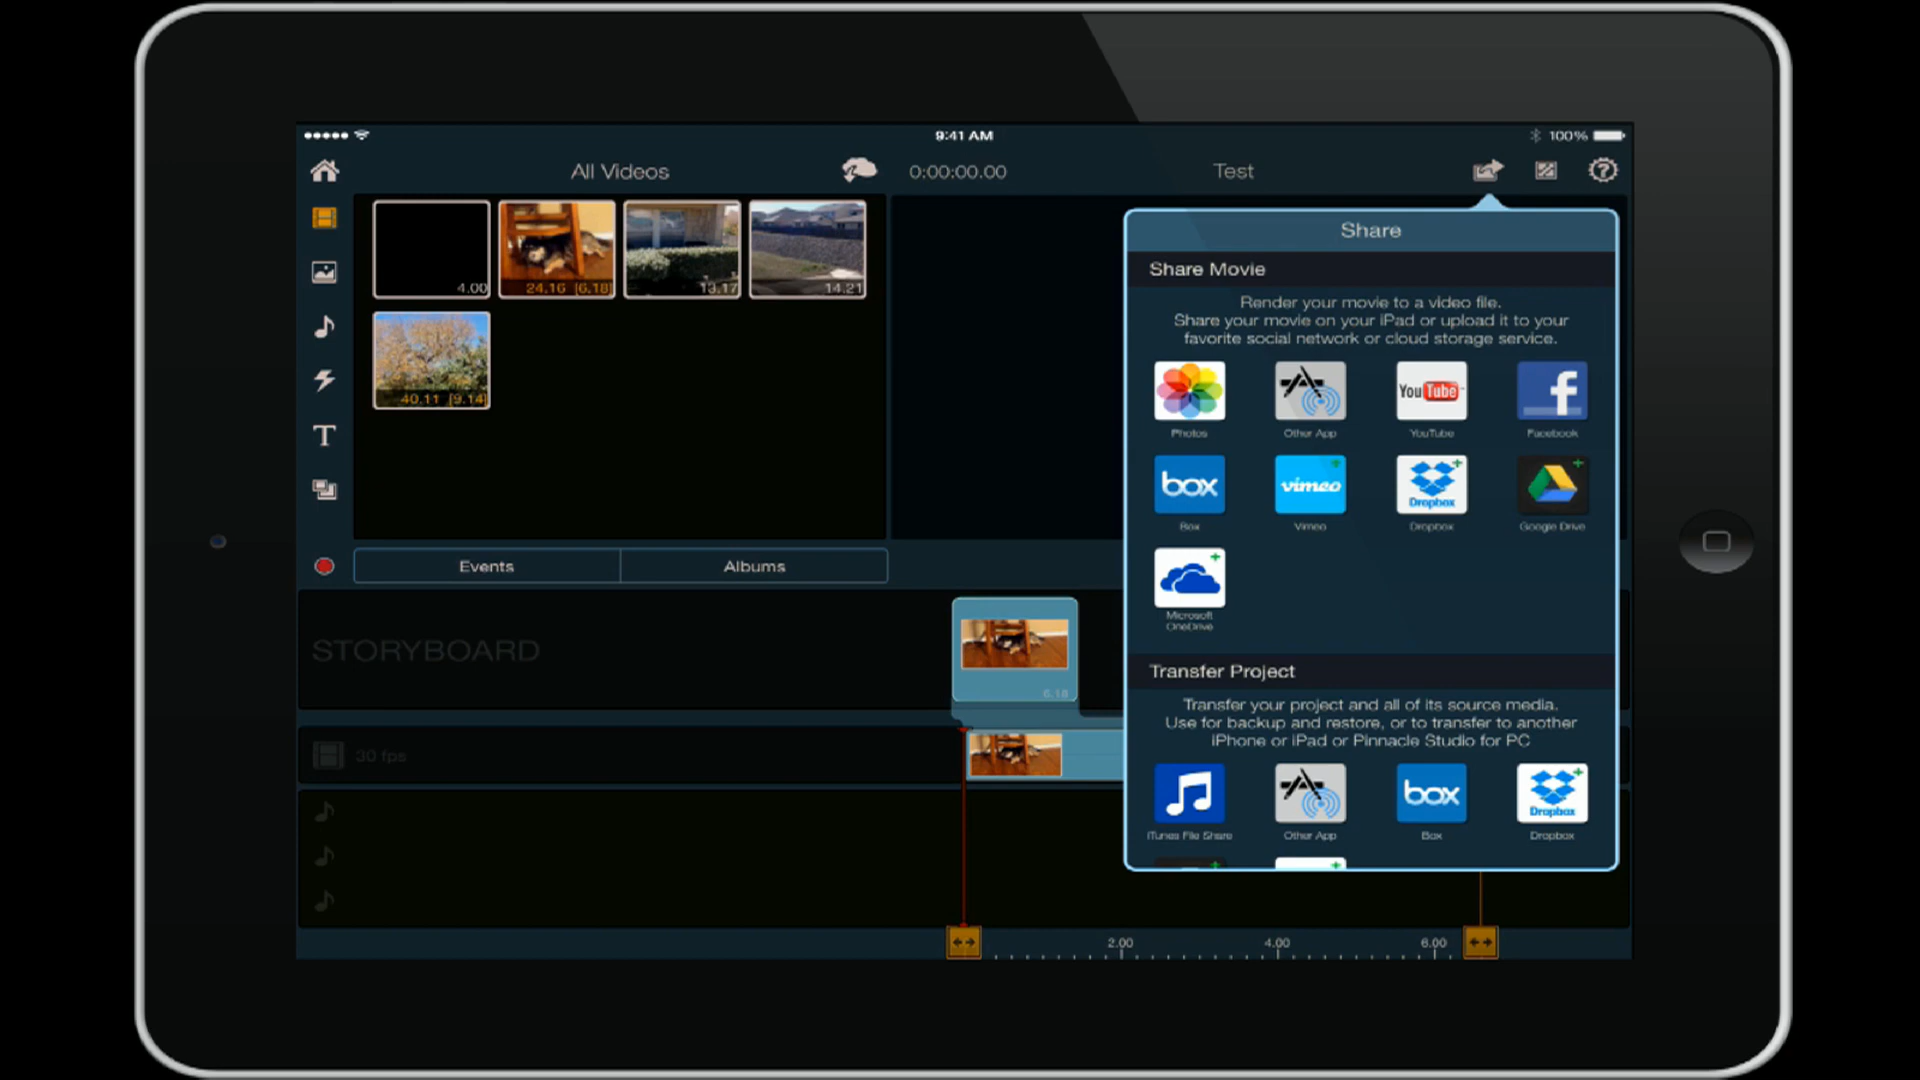 9:41 AM
100%
All Videos
0:00:00.00
Test
4.00
24.16 [6.18]
13.17
14.21
40.11 [9.14]
Events
Albums
STORYBOARD
6.18
30 fps
2.00
4.00
6.00
Share
Share Movie
Render your movie to a video file.
Share your movie on your iPad or upload it to your
favorite social network or cloud storage service.
YouTube
Photos
Other App
YouTube
Facebook
box
vimeo
Dropbox
Box
Vimeo
Dropbox
Google Drive
Microsoft
OneDrive
Transfer Project
Transfer your project and all of its source media.
Use for backup and restore, or to transfer to another
iPhone or iPad or Pinnacle Studio for PC
box
Dropbox
iTunes File Share
Other App
Box
Dropbox